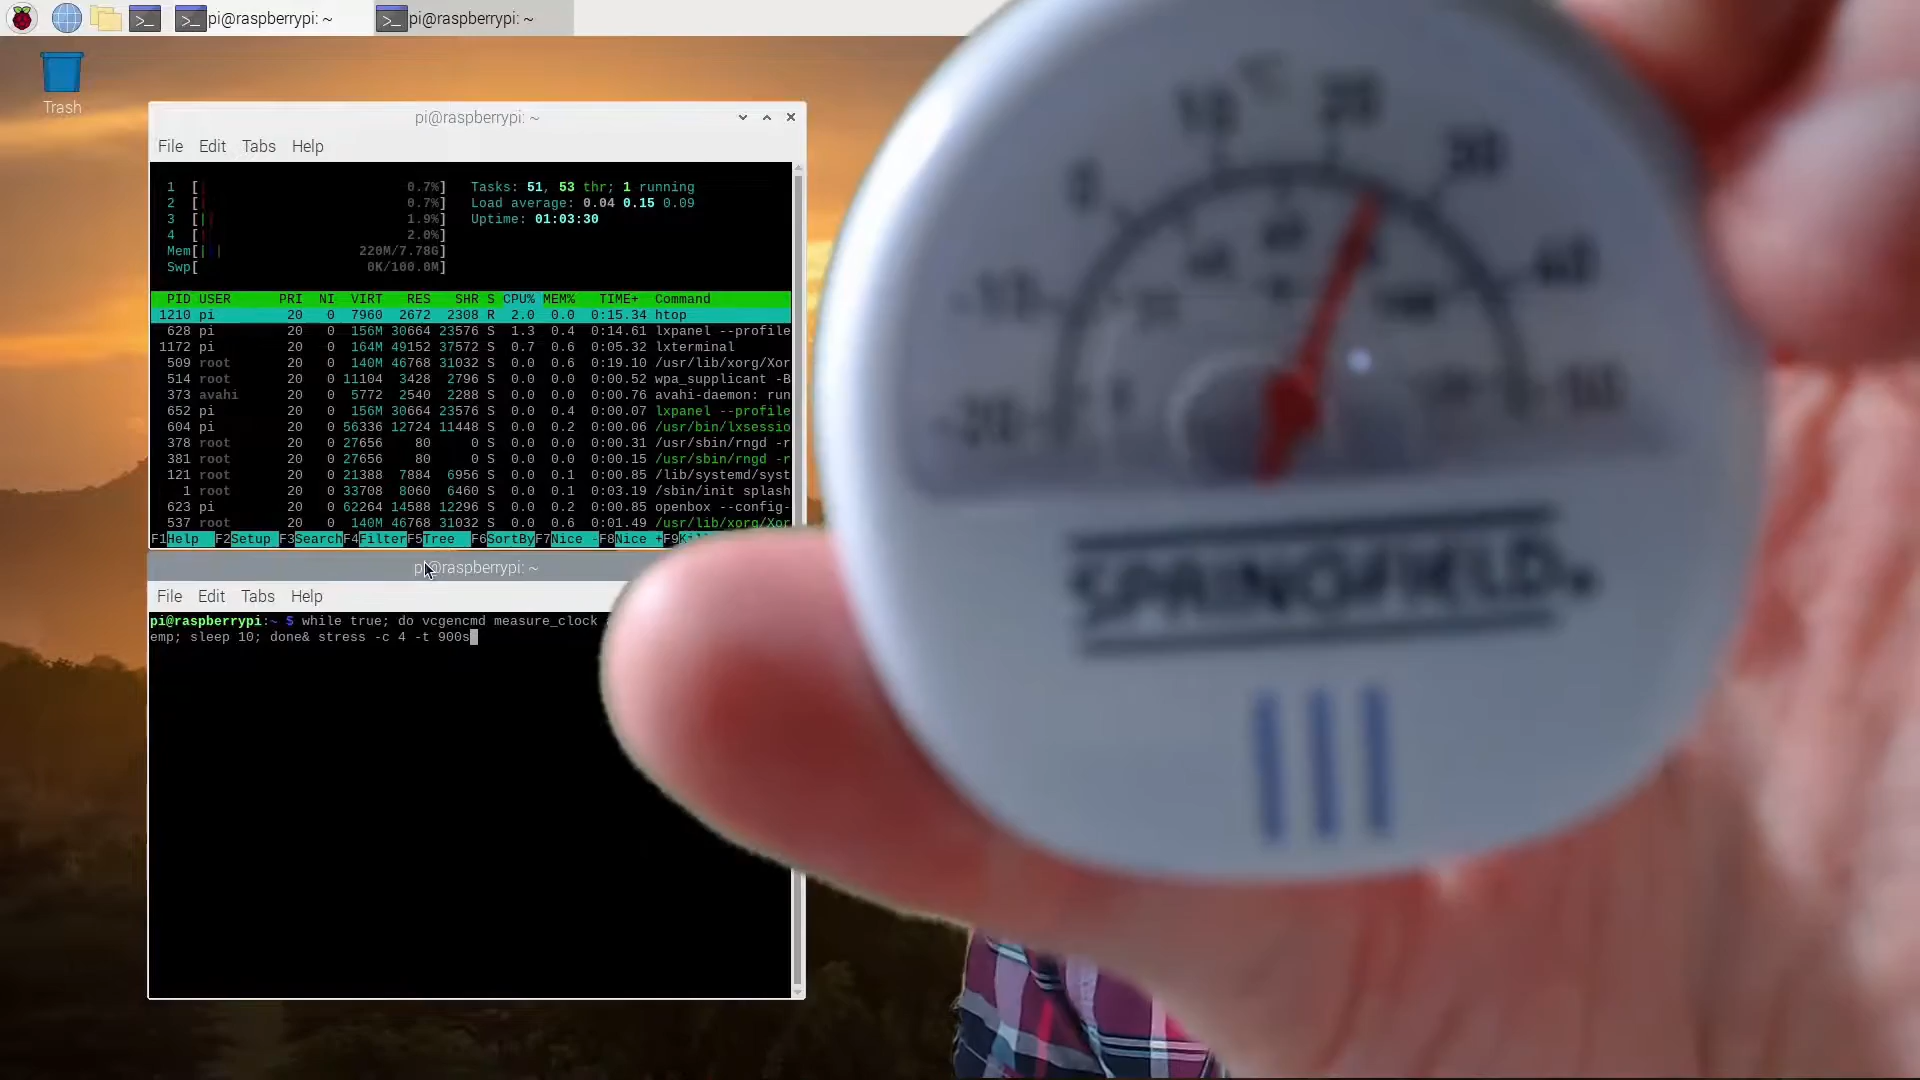 pi@raspberrypi: ~
pi@raspberrypi: ~
Trash
pi@raspberrypi: ~
File Edit Tabs Help
1 [ 0.7%] Tasks: 51, 53 thr; 1 running
2 [ 0.7%] Load average: 0.04 0.15 0.09
3 [|| 1.9%] Uptime: 01:03:30
4 [ 2.0%]
Mem[||| 220M/7.78G]
Swp[ 0K/100.0M]
PID USER PRI NI VIRT RES SHR S CPU% MEM% TIME+ Command
1210 pi 20 0 7960 2672 2308 R 2.0 0.0 0:15.34 htop
628 pi 20 0 156M 30664 23576 S 1.3 0.4 0:14.61 lxpanel --profile
1172 pi 20 0 164M 49152 37572 S 0.7 0.6 0:05.32 lxterminal
509 root 20 0 140M 46768 31032 S 0.0 0.6 0:19.10 /usr/lib/xorg/Xor
514 root 20 0 11104 3428 2796 S 0.0 0.0 0:00.52 wpa_supplicant -B
373 avahi 20 0 5772 2540 2288 S 0.0 0.0 0:00.76 avahi-daemon: run
652 pi 20 0 156M 30664 23576 S 0.0 0.4 0:00.07 lxpanel --profile
604 pi 20 0 56336 12724 11448 S 0.0 0.2 0:00.06 /usr/bin/lxsessio
378 root 20 0 27656 80 0 S 0.0 0.0 0:00.31 /usr/sbin/rngd -r
381 root 20 0 27656 80 0 S 0.0 0.0 0:00.15 /usr/sbin/rngd -r
121 root 20 0 21388 7884 6956 S 0.0 0.1 0:00.85 /lib/systemd/syst
1 root 20 0 33708 8060 6460 S 0.0 0.1 0:03.19 /sbin/init splash
623 pi 20 0 62264 14588 12296 S 0.0 0.2 0:00.85 openbox --config-
537 root 20 0 140M 46768 31032 S 0.0 0.6 0:01.49 /usr/lib/xorg/Xor
F1Help F2Setup F3SearchF4FilterF5Tree F6SortByF7Nice -F8Nice +F9
pi@raspberrypi: ~
File Edit Tabs Help
pi@raspberrypi:~ $ while true; do vcgencmd measure_clock
emp; sleep 10; done& stress -c 4 -t 900s
°C
10 20
0 30
-10 40
-20 50
SPRINGFIELD